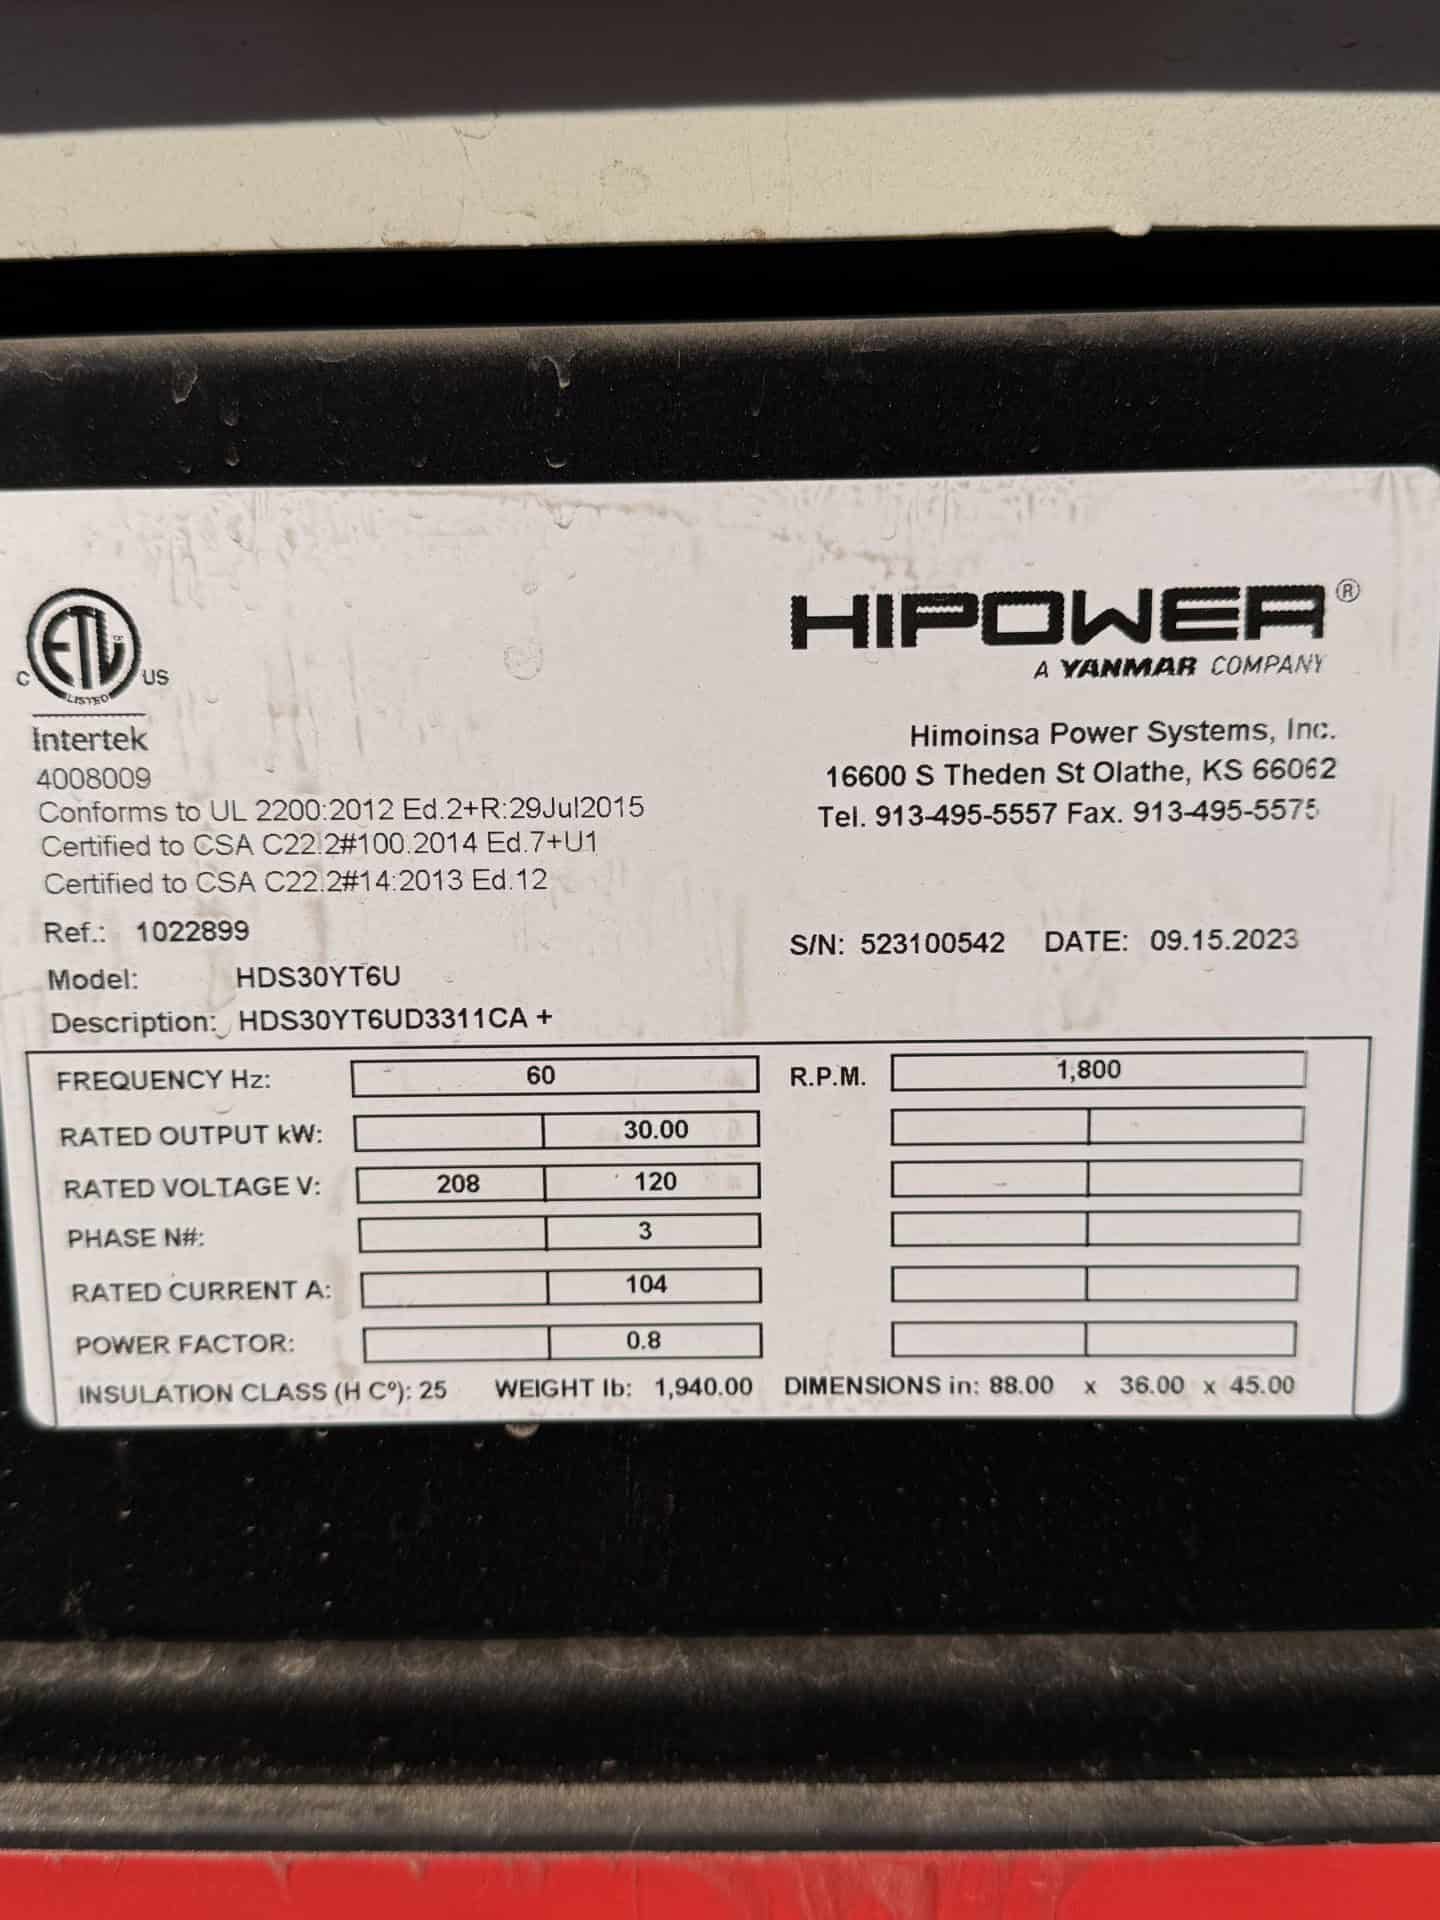 ETL
LISTED
C US
Intertek
4008009
Conforms to UL 2200:2012 Ed.2+R:29Jul2015
Certified to CSA C22.2#100.2014 Ed.7+U1
Certified to CSA C22.2#14:2013 Ed.12
HIPOWER®
A YANMAR COMPANY
Himoinsa Power Systems, Inc.
16600 S Theden St Olathe, KS 66062
Tel. 913-495-5557 Fax. 913-495-5575
Ref.: 1022899
S/N: 523100542 DATE: 09.15.2023
Model: HDS30YT6U
Description: HDS30YT6UD3311CA +
FREQUENCY Hz: 60 R.P.M. 1,800
RATED OUTPUT kW: 30.00
RATED VOLTAGE V: 208 120
PHASE N#: 3
RATED CURRENT A: 104
POWER FACTOR: 0.8
INSULATION CLASS (H Cº): 25 WEIGHT lb: 1,940.00 DIMENSIONS in: 88.00 x 36.00 x 45.00